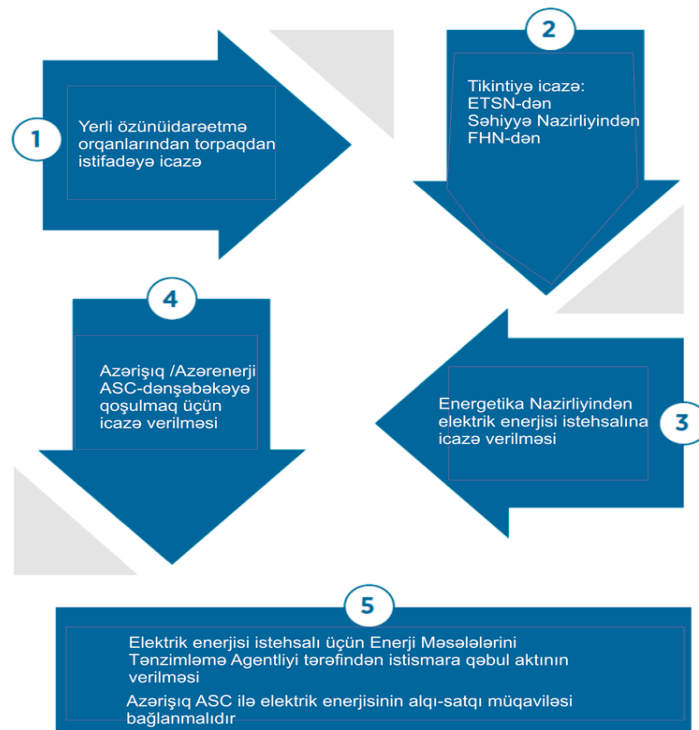 1
Yerli özünüidarəetmə
orqanlarından torpaqdan
istifadəyə icazə
2
Tikintiyə icazə:
ETSN-dən
Səhiyyə Nazirliyindən
FHN-dən
3
Energetika Nazirliyindən
elektrik enerjisi istehsalına
icazə verilməsi
4
Azərişıq /Azərenerji
ASC-dənşəbəkəyə
qoşulmaq üçün
icazə verilməsi
5
Elektrik enerjisi istehsalı üçün Enerji Məsələlərini
Tənzimləmə Agentliyi tərəfindən istismara qəbul aktının
verilməsi
Azərişıq ASC ilə elektrik enerjisinin alqı-satqı müqaviləsi
bağlanmalıdır